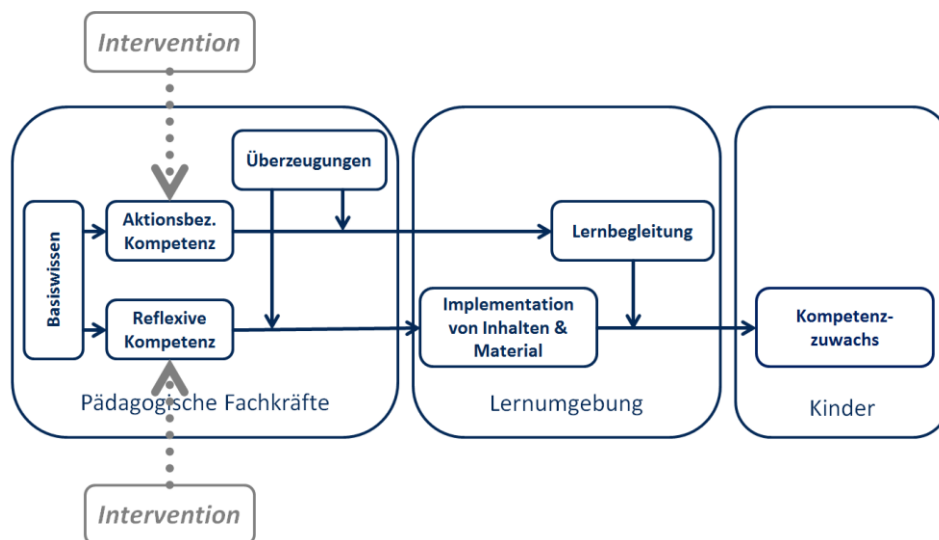 Intervention
Überzeugungen
Aktionsbez.
Kompetenz
Lernbegleitung
Basiswissen
Reflexive
Kompetenz
Implementation
von Inhalten &
Material
Kompetenz-
zuwachs
Pädagogische Fachkräfte
Lernumgebung
Kinder
Intervention